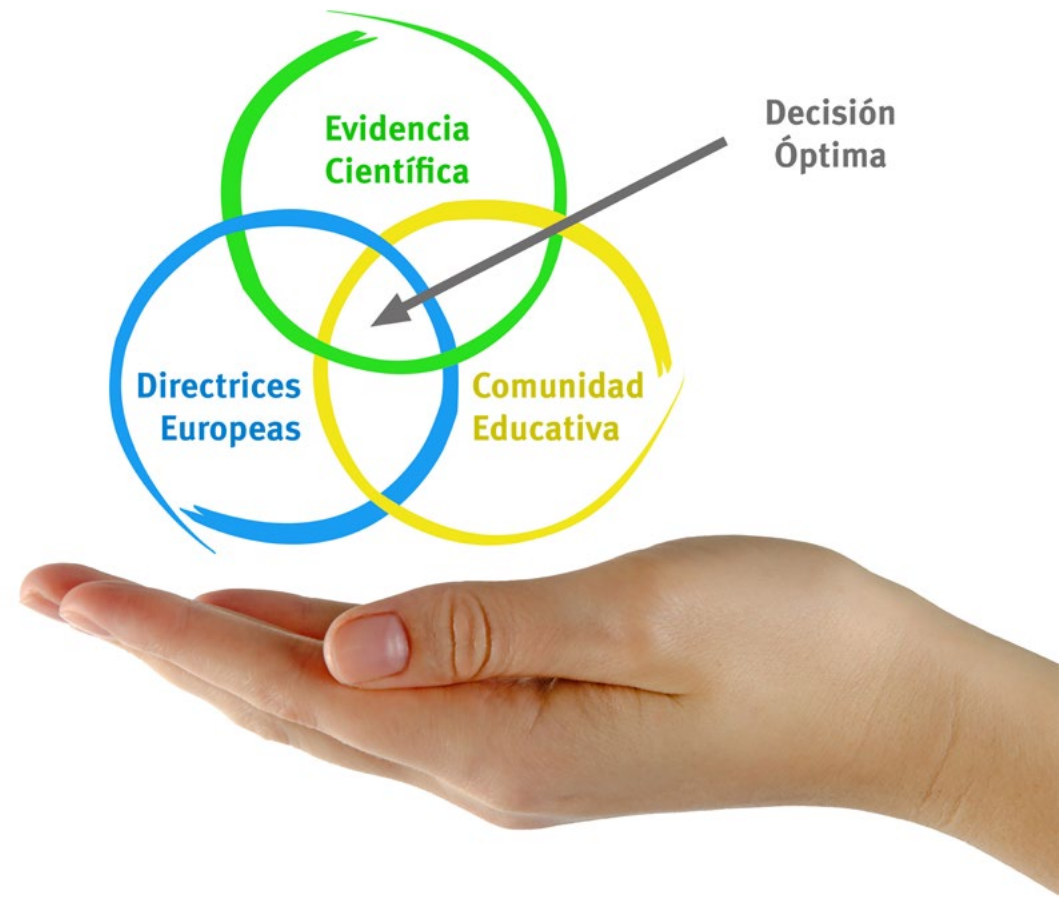 Evidencia
Científica
Decisión
Óptima
Directrices
Europeas
Comunidad
Educativa